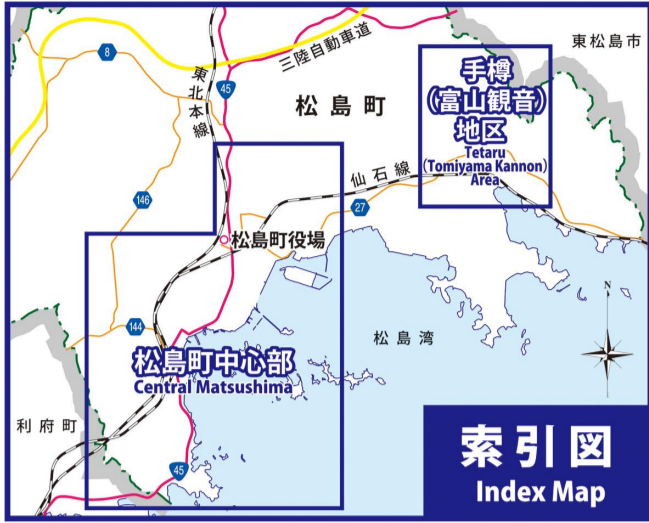 8
三陸自動車道
東松島市
東北本線
45
松島町
手樽
(富山観音)
地区
Tetaru
(Tomiyama Kannon)
Area
仙石線
146
27
松島町役場
N
144
松島湾
松島町中心部
Central Matsushima
利府町
45
索引図
Index Map